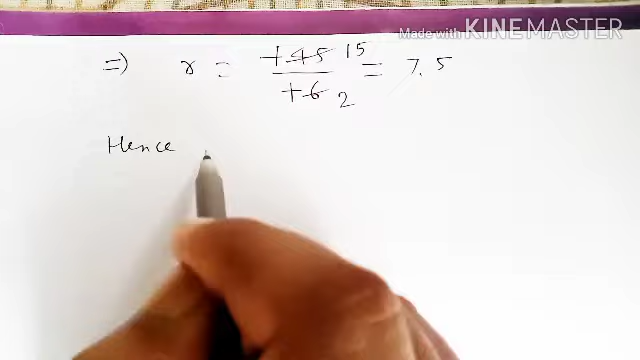 Made with KINEMASTER
=> r = +45 15 / +6 2 = 7.5
Hence